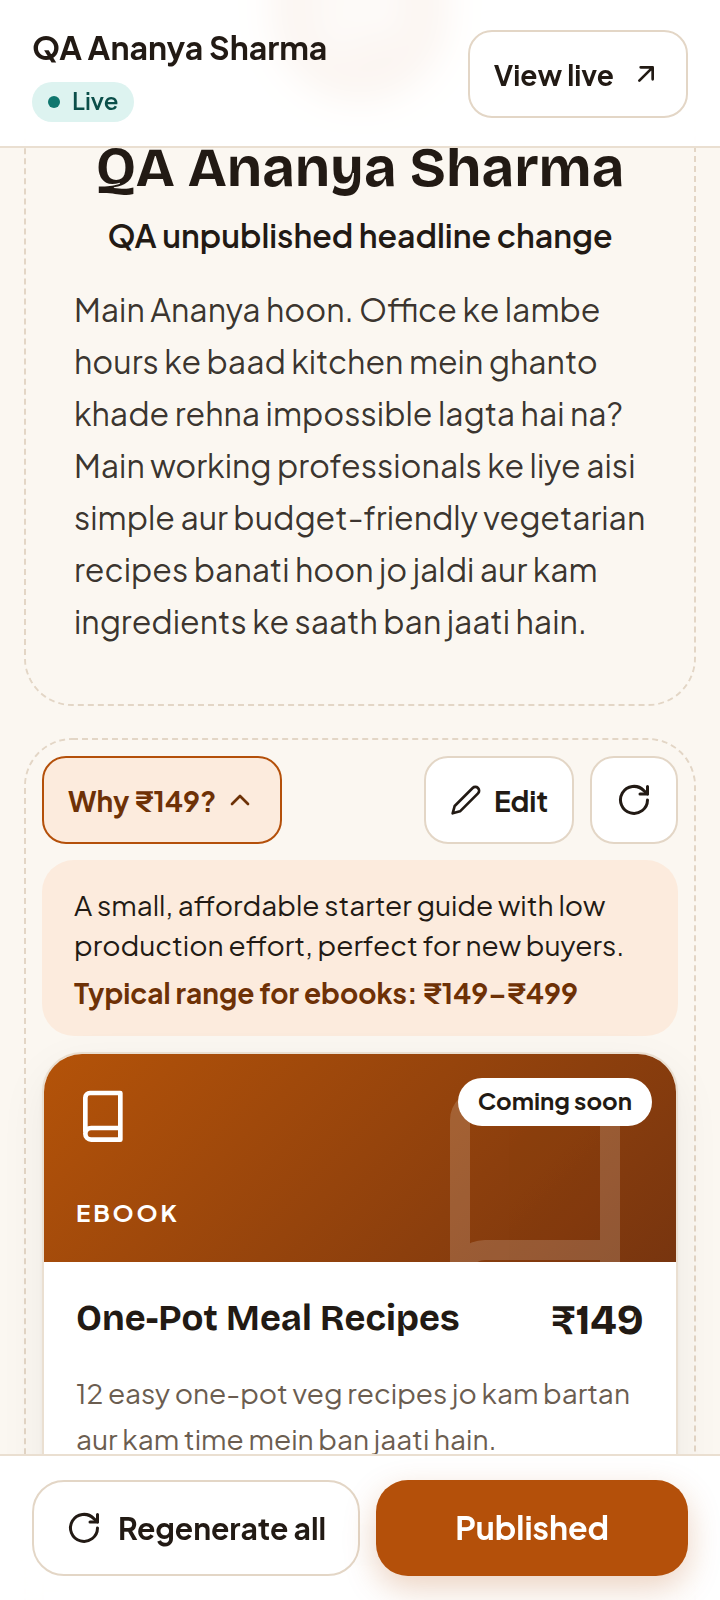 QA Ananya Sharma
Live
View live
QA Ananya Sharma
QA unpublished headline change
Main Ananya hoon. Office ke lambe
hours ke baad kitchen mein ghanto
khade rehna impossible lagta hai na?
Main working professionals ke liye aisi
simple aur budget-friendly vegetarian
recipes banati hoon jo jaldi aur kam
ingredients ke saath ban jaati hain.
Why ₹149?
Edit
A small, affordable starter guide with low
production effort, perfect for new buyers.
Typical range for ebooks: ₹149–₹499
Coming soon
EBOOK
One-Pot Meal Recipes
₹149
12 easy one-pot veg recipes jo kam bartan
aur kam time mein ban jaati hain.
Regenerate all
Published